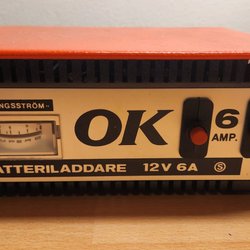 NGSSTRÖM-
OK
6
AMP.
ATTERILADDARE 12V 6A S